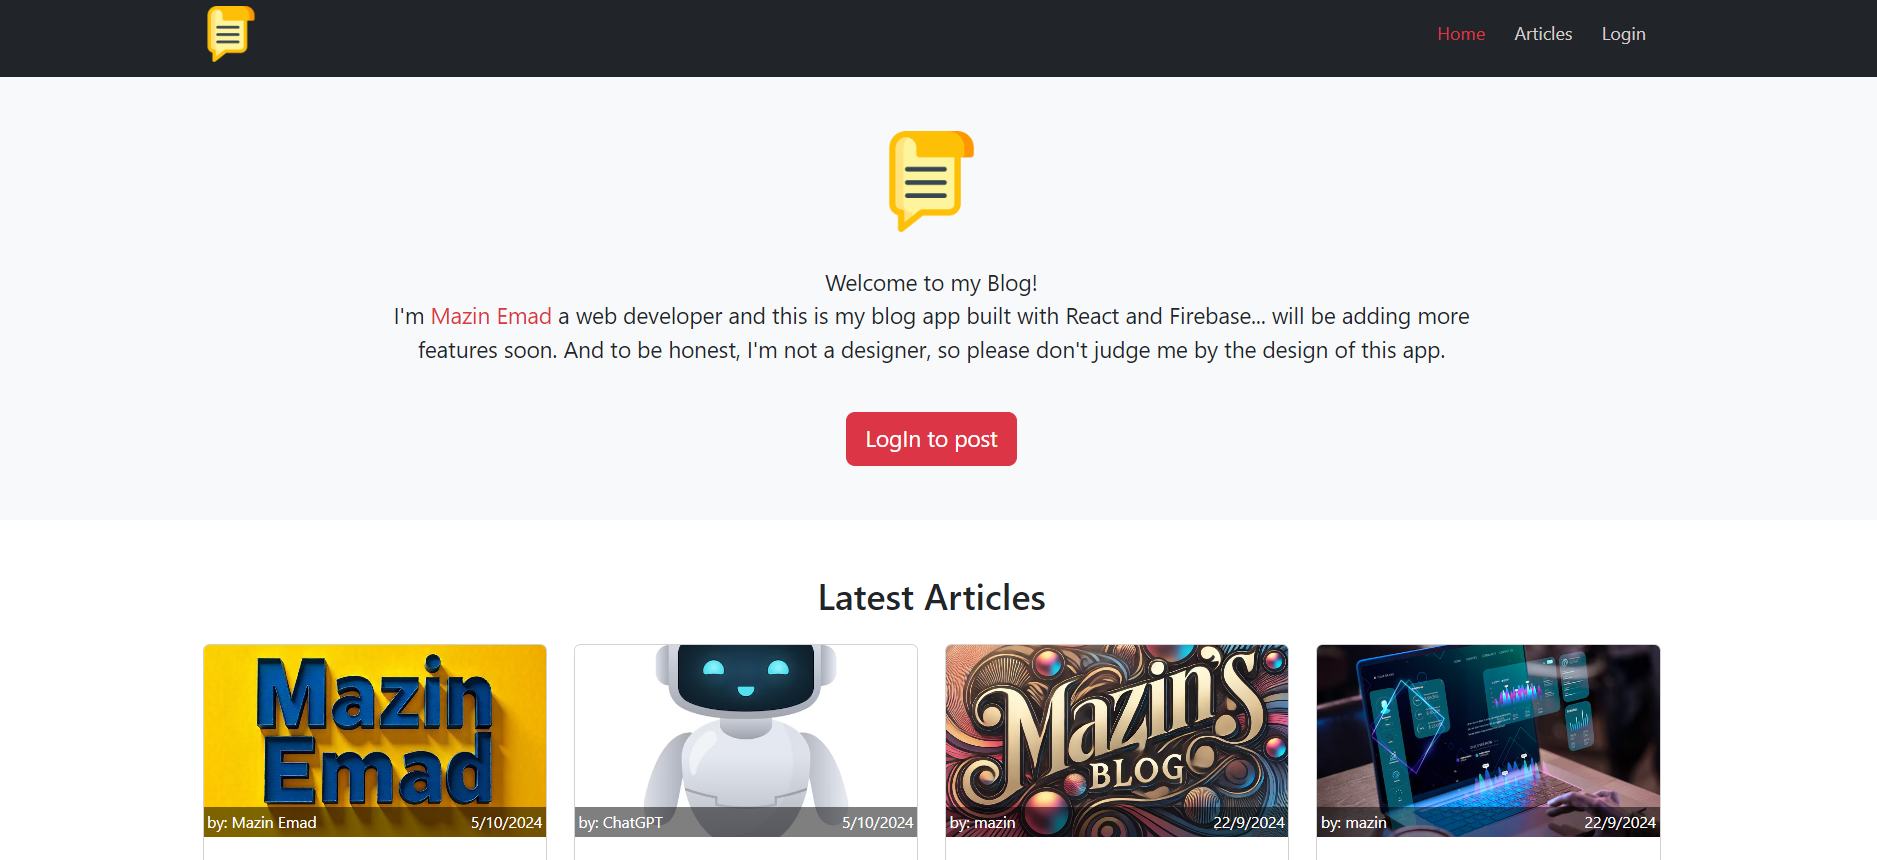 Home Articles Login
Welcome to my Blog!
I'm Mazin Emad a web developer and this is my blog app built with React and Firebase... will be adding more
features soon. And to be honest, I'm not a designer, so please don't judge me by the design of this app.
LogIn to post
Latest Articles
Mazin
Emad
by: Mazin Emad 5/10/2024
by: ChatGPT 5/10/2024
Mazin's
BLOG
by: mazin 22/9/2024
by: mazin 22/9/2024